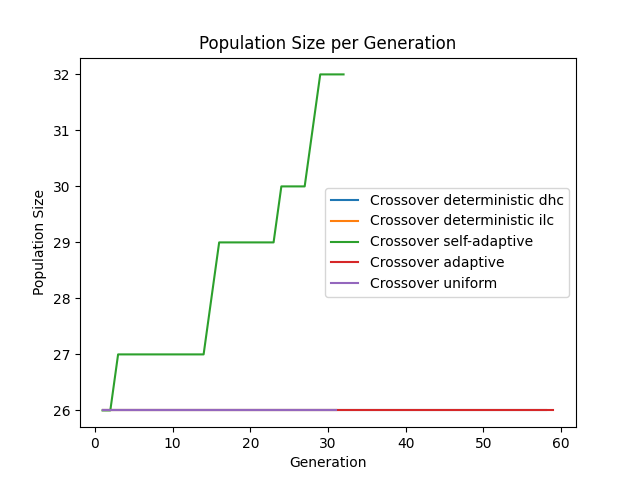 Population Size per Generation
32
31
30
29
28
27
26
Population Size
Crossover deterministic dhc
Crossover deterministic ilc
Crossover self-adaptive
Crossover adaptive
Crossover uniform
0 10 20 30 40 50 60
Generation